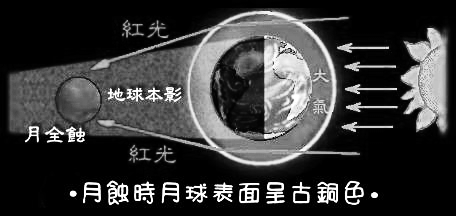 紅光
大氣
地球本影
月全蝕
紅光
•月蝕時月球表面呈古銅色•